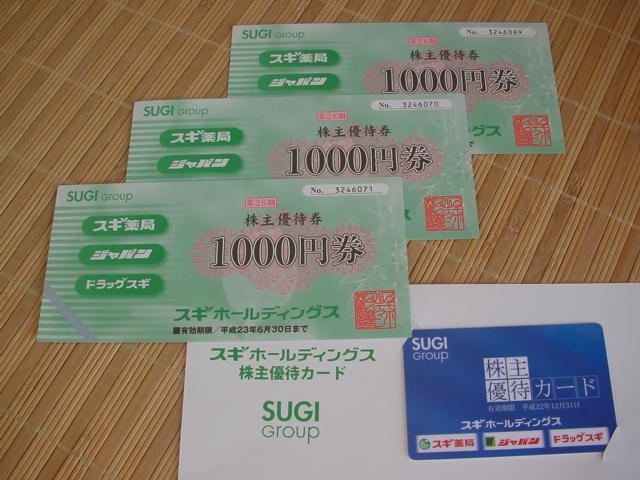 SUGI Group
No. 3246069
第28期
スギ薬局
株主優待券
ジャパン
1000円券
ングス
で
SUGI Group
No. 3246070
第28期
スギ薬局
株主優待券
ジャパン
1000円券
ス
SUGI Group
No. 3246071
第28期
スギ薬局
株主優待券
ジャパン
1000円券
ドラッグスギ
スギホールディングス
■有効期限／平成23年6月30日まで
スギホールディングス
株主優待カード
SUGI
Group
SUGI
Group
株主
優待カード
有効期限 平成22年12月31日
スギホールディングス
スギ薬局 ジャパン ドラッグスギ